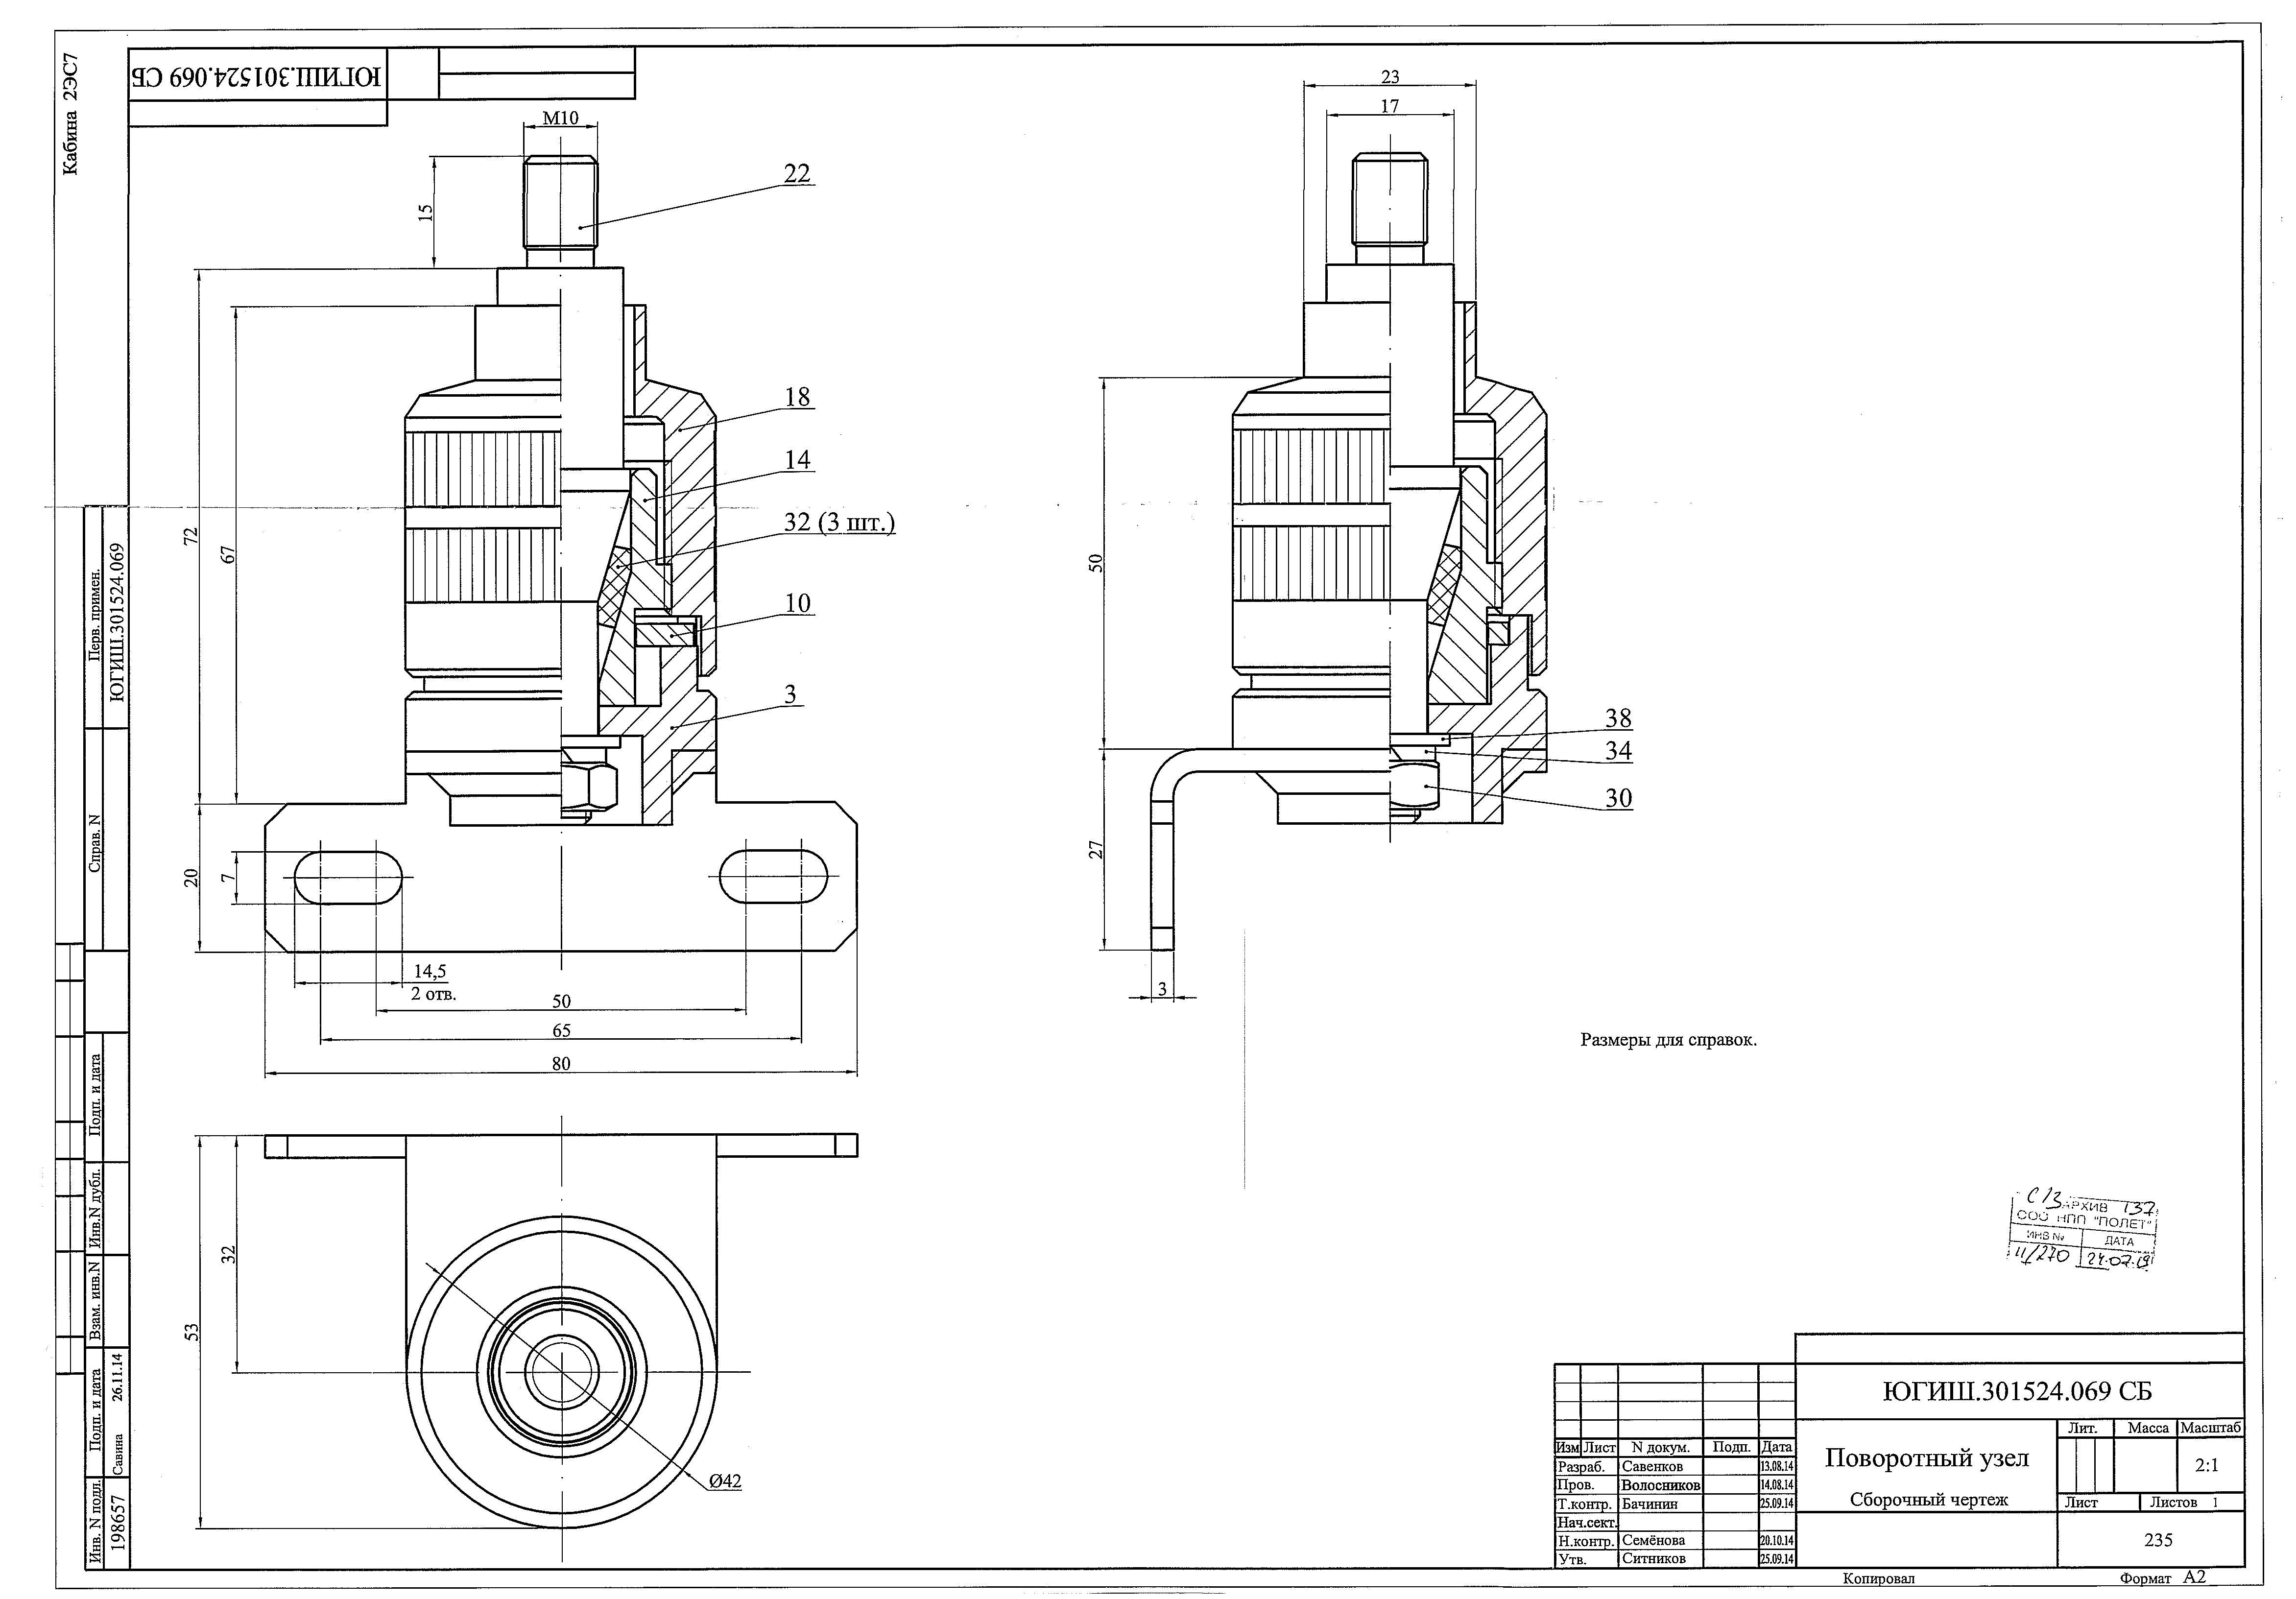 Кабина 2ЭС7
ЮГИШ.301524.069 СБ
M10
22
15
18
14
32 (3 шт.)
10
3
72
67
20
7
14,5
2 отв.
50
65
80
23
17
50
27
38
34
30
3
Размеры для справок.
53
32
Ø42
Перв. примен.
ЮГИШ.301524.069
Справ. N
Подп. и дата
Инв.N дубл.
Взам. инв.N
Подп. и дата
Савина 26.11.14
Инв. N подл.
198657
С/3 АРХИВ 137
ООО НПП "ПОЛЕТ"
ИНВ № ДАТА
24.07.19
ЮГИШ.301524.069 СБ
Изм Лист N докум. Подп. Дата
Разраб. Савенков 13.08.14
Пров. Волосников 14.08.14
Т.контр. Бачинин 25.09.14
Нач.сект.
Н.контр. Семёнова 20.10.14
Утв. Ситников 25.09.14
Поворотный узел
Сборочный чертеж
Лит. Масса Масштаб
2:1
Лист Листов 1
235
Копировал Формат А2